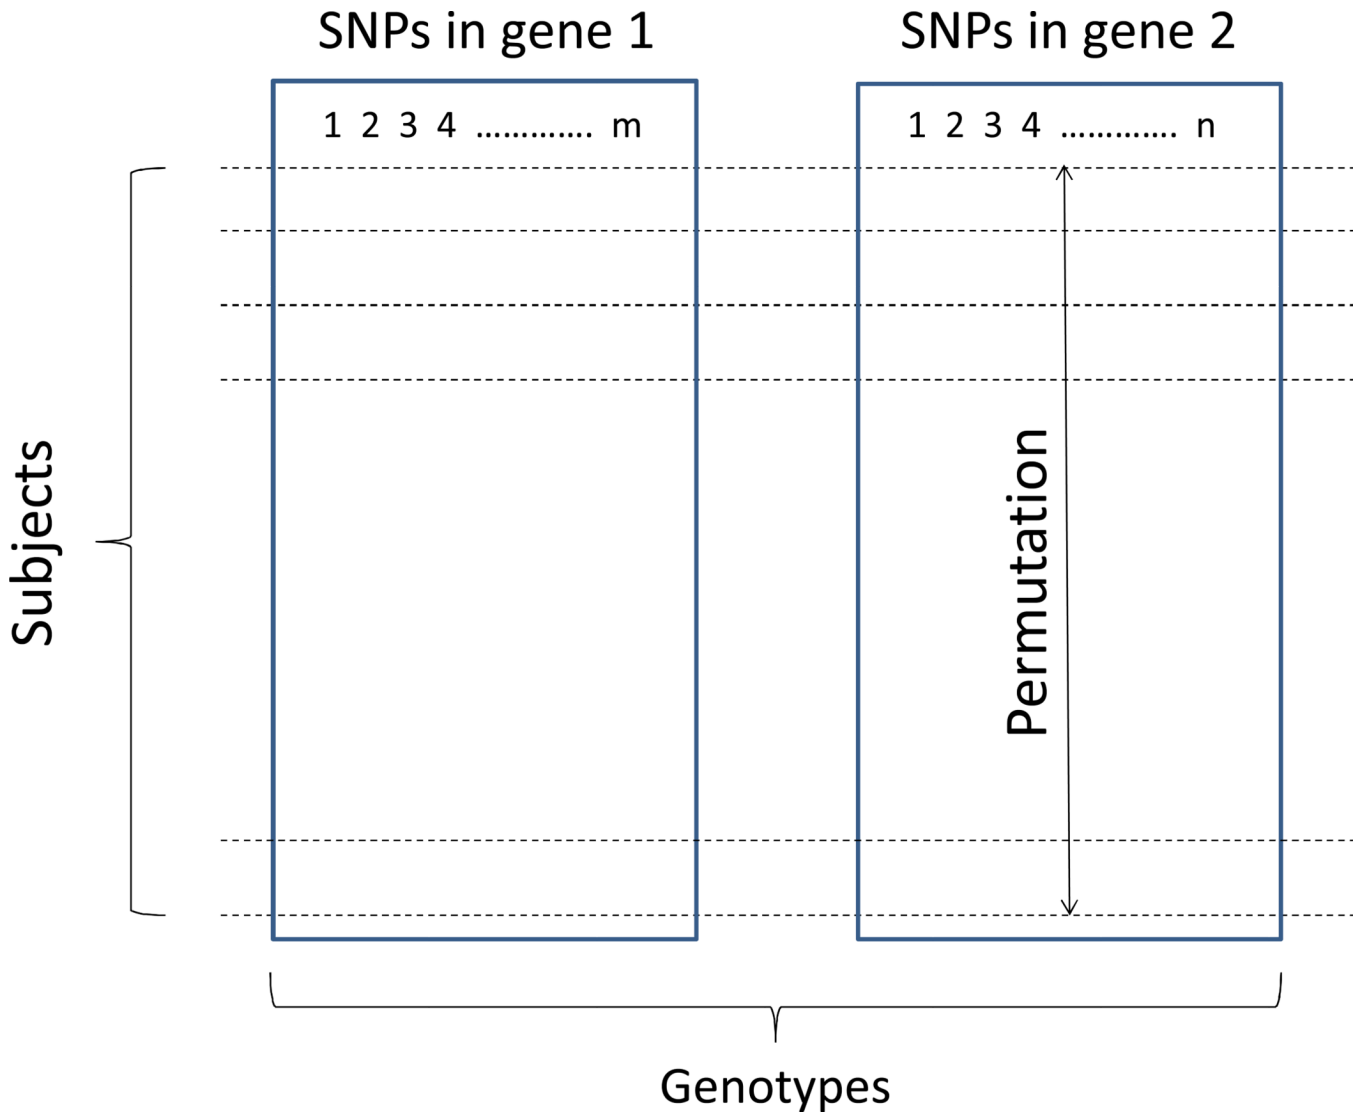 SNPs in gene 1
SNPs in gene 2
1 2 3 4 ............. m
1 2 3 4 ............. n
Subjects
Permutation
Genotypes